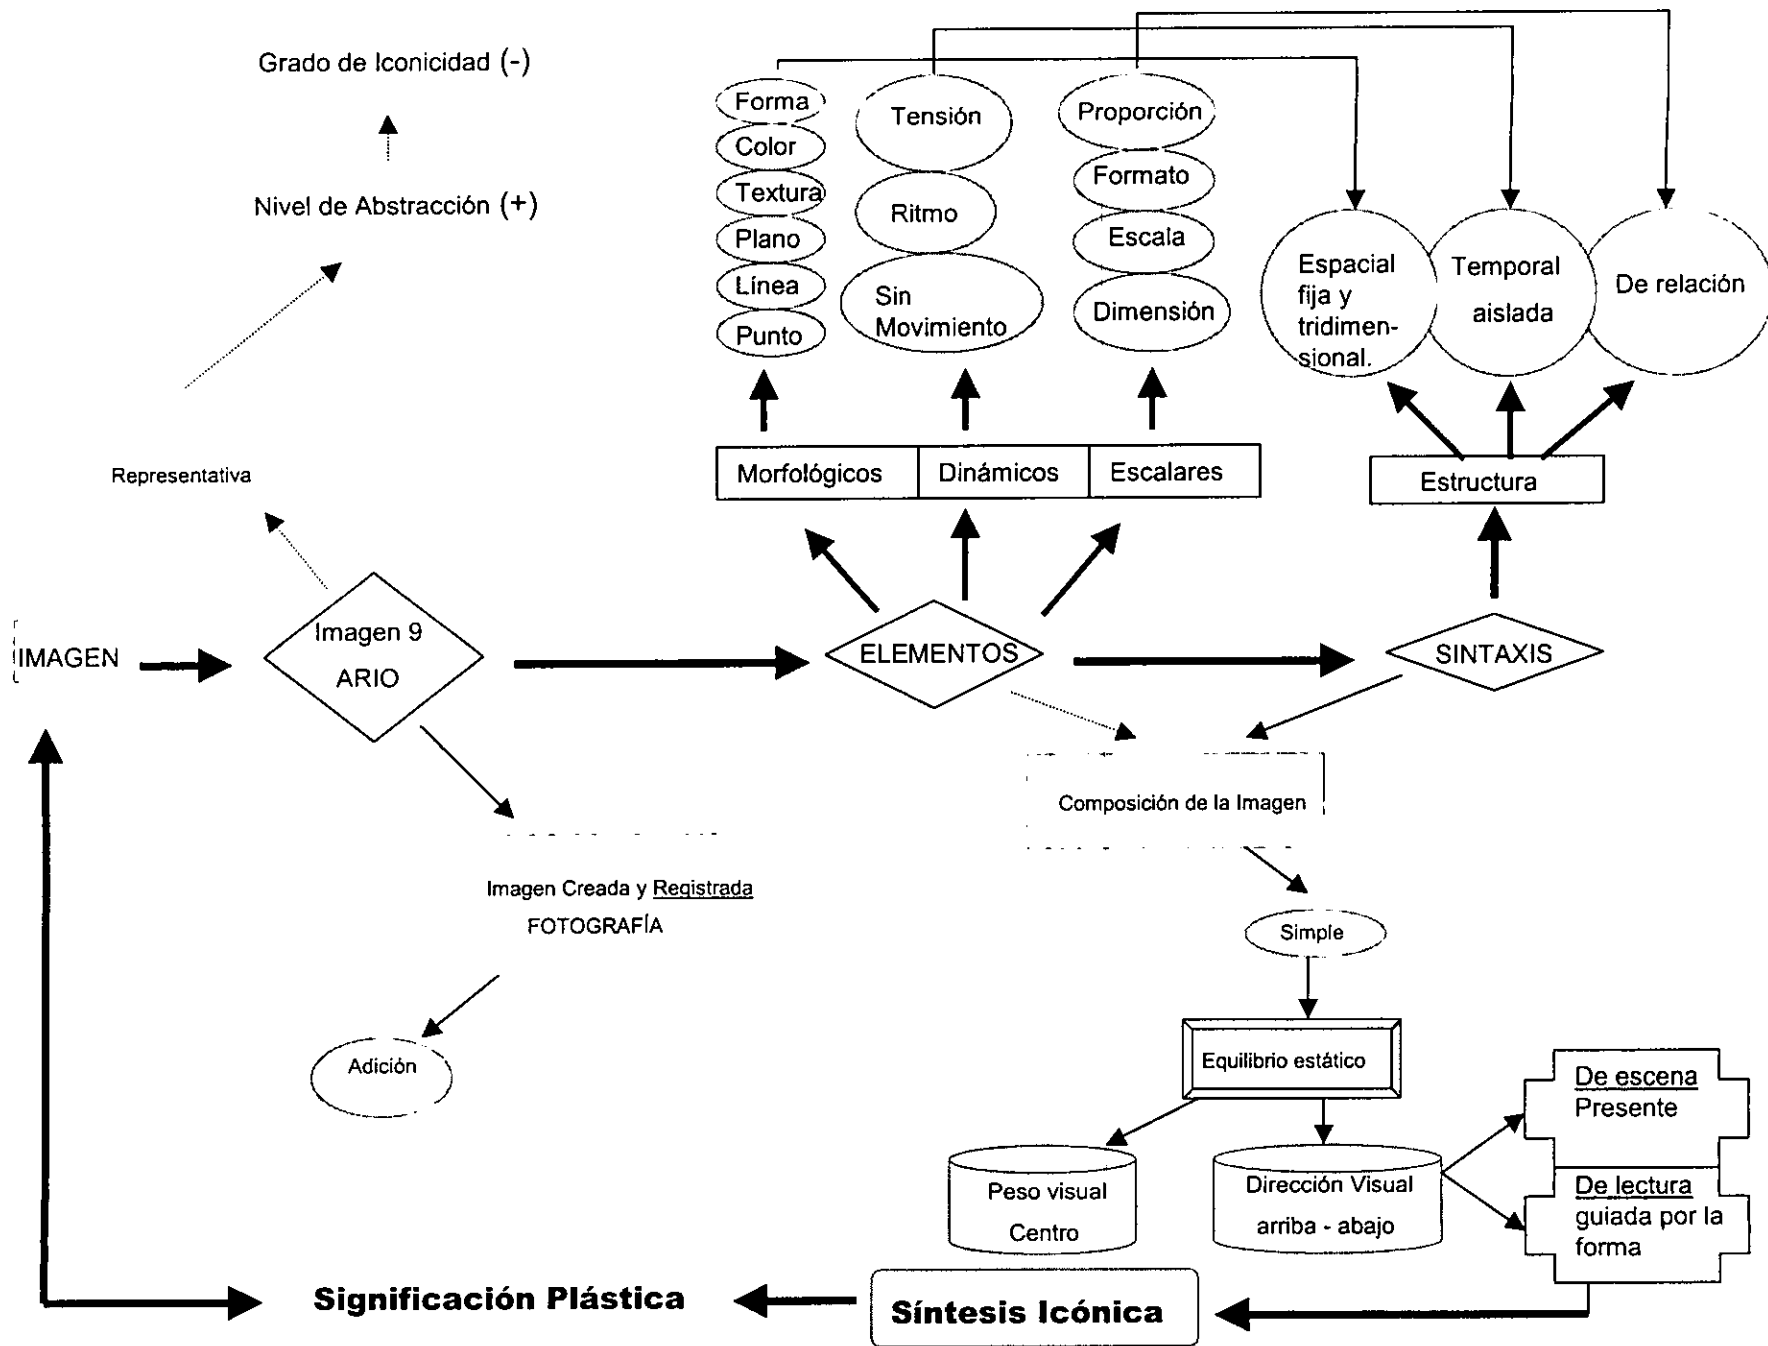 Grado de Iconicidad (-)
Nivel de Abstracción (+)
Representativa
IMAGEN
Imagen 9
ARIO
Imagen Creada y Registrada
FOTOGRAFÍA
Adición
Forma
Color
Textura
Plano
Línea
Punto
Tensión
Ritmo
Sin
Movimiento
Proporción
Formato
Escala
Dimensión
Morfológicos
Dinámicos
Escalares
ELEMENTOS
Espacial
fija y
tridimen-
sional.
Temporal
aislada
De relación
Estructura
SINTAXIS
Composición de la Imagen
Simple
Equilibrio estático
Peso visual
Centro
Dirección Visual
arriba - abajo
De escena
Presente
De lectura
guiada por la
forma
Síntesis Icónica
Significación Plástica